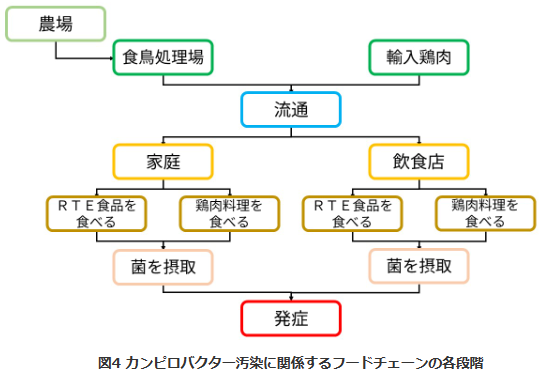 農場
食鳥処理場
輸入鶏肉
流通
家庭
飲食店
ＲＴＥ食品を
食べる
鶏肉料理を
食べる
ＲＴＥ食品を
食べる
鶏肉料理を
食べる
菌を摂取
菌を摂取
発症
図4 カンピロバクター汚染に関係するフードチェーンの各段階